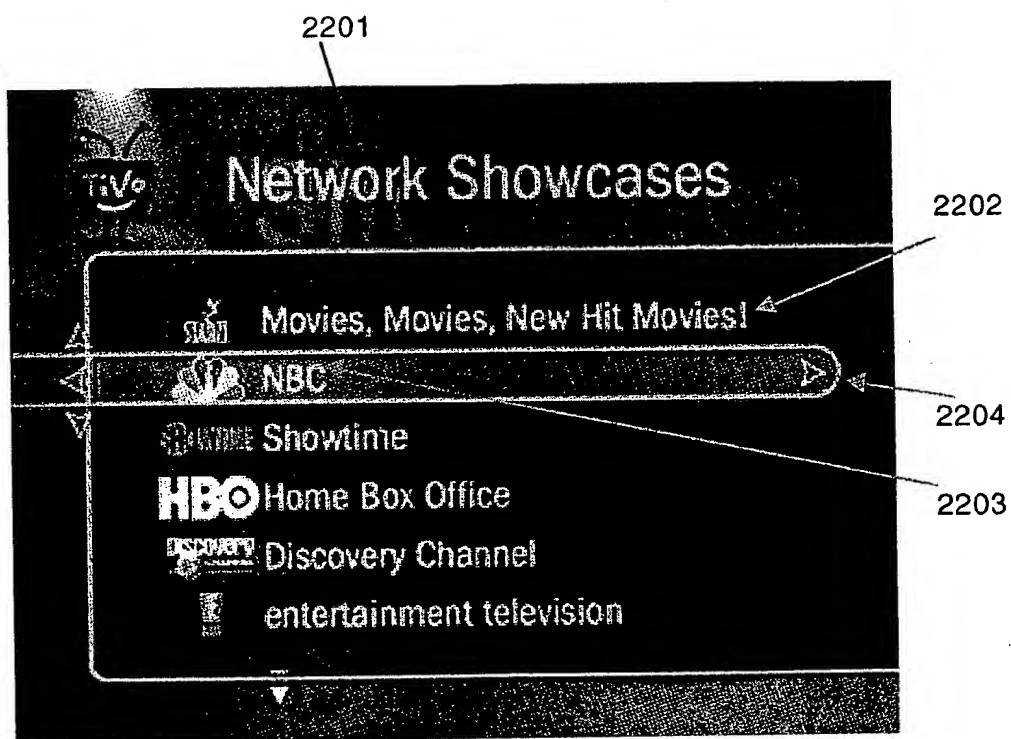 2201
TiVo
Network Showcases
2202
Movies, Movies, New Hit Movies!
NBC
2204
Showtime
HBO Home Box Office
2203
Discovery Channel
entertainment television